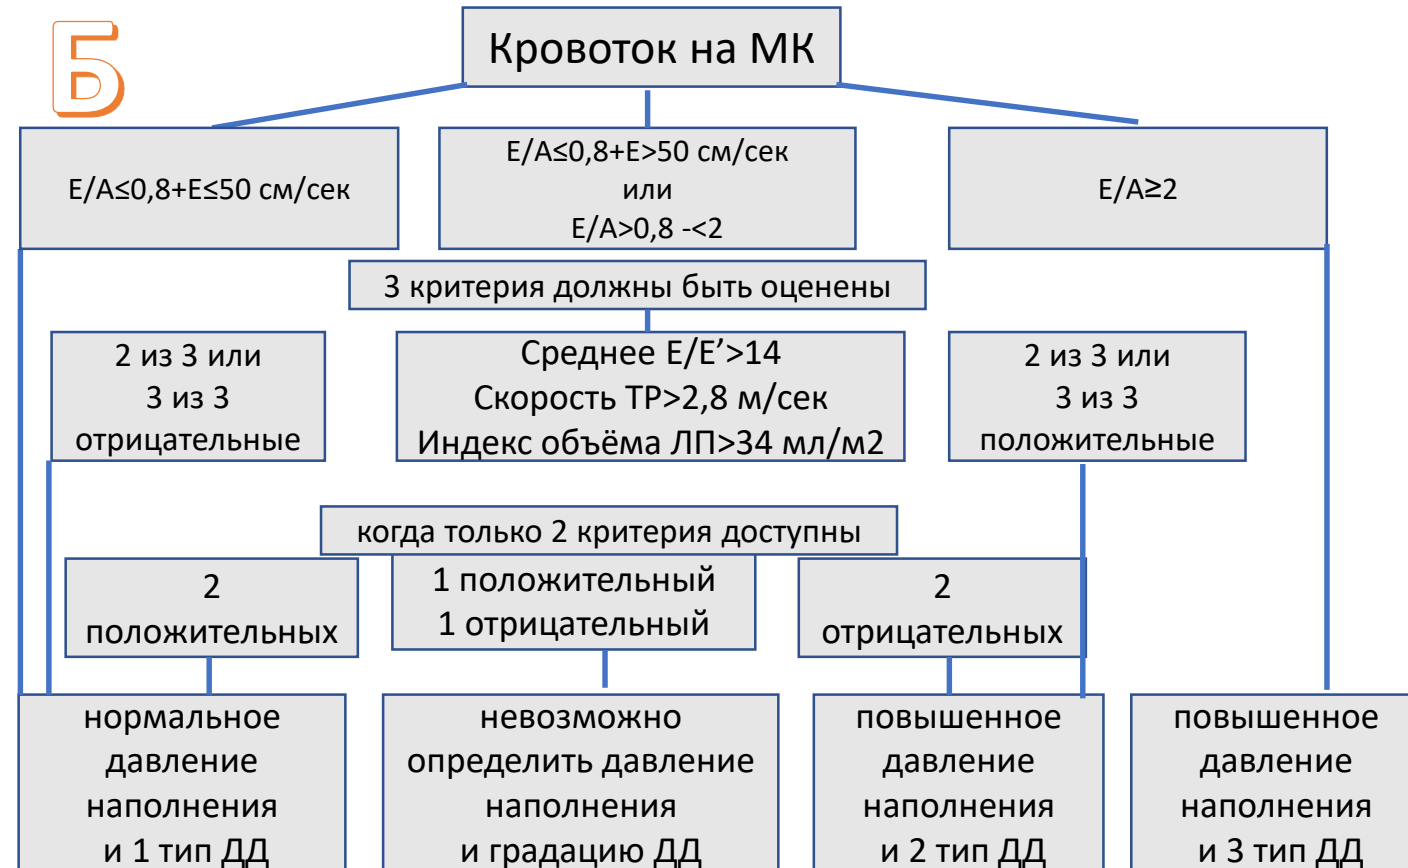 Б
Кровоток на МК
E/A≤0,8+E≤50 см/сек
E/A≤0,8+E>50 см/сек
или
E/A>0,8 -<2
E/A≥2
3 критерия должны быть оценены
2 из 3 или
3 из 3
отрицательные
Среднее E/E’>14
Скорость ТР>2,8 м/сек
Индекс объёма ЛП>34 мл/м2
2 из 3 или
3 из 3
положительные
когда только 2 критерия доступны
2
положительных
1 положительный
1 отрицательный
2
отрицательных
нормальное
давление
наполнения
и 1 тип ДД
невозможно
определить давление
наполнения
и градацию ДД
повышенное
давление
наполнения
и 2 тип ДД
повышенное
давление
наполнения
и 3 тип ДД